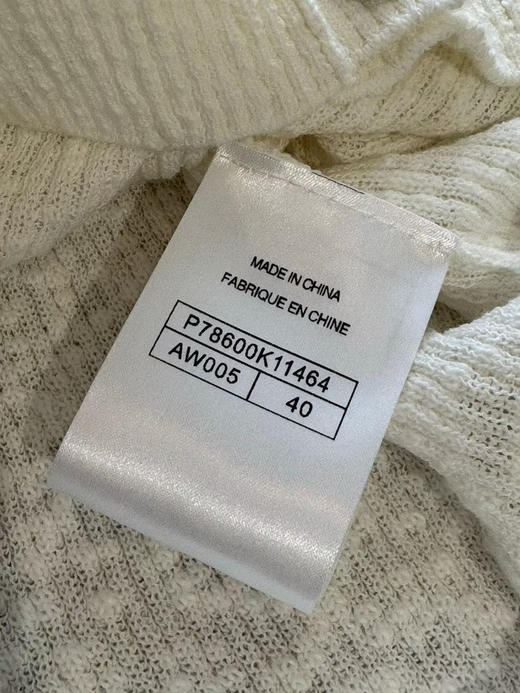 MADE IN CHINA
FABRIQUE EN CHINE
P78600K11464
AW005 40